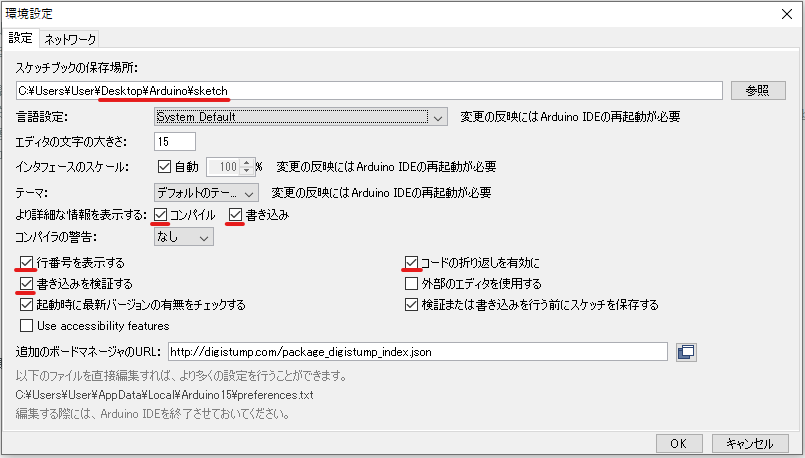 環境設定
設定 ネットワーク
スケッチブックの保存場所:
C:¥Users¥User¥Desktop¥Arduino¥sketch 参照
言語設定: System Default 変更の反映にはArduino IDEの再起動が必要
エディタの文字の大きさ: 15
インタフェースのスケール: 自動 100 % 変更の反映にはArduino IDEの再起動が必要
テーマ: デフォルトのテー... 変更の反映にはArduino IDEの再起動が必要
より詳細な情報を表示する: コンパイル 書き込み
コンパイラの警告: なし
行番号を表示する コードの折り返しを有効に
書き込みを検証する 外部のエディタを使用する
起動時に最新バージョンの有無をチェックする 検証または書き込みを行う前にスケッチを保存する
Use accessibility features
追加のボードマネージャのURL: http://digistump.com/package_digistump_index.json
以下のファイルを直接編集すれば、より多くの設定を行うことができます。
C:¥Users¥User¥AppData¥Local¥Arduino15¥preferences.txt
編集する際には、Arduino IDEを終了させておいてください。
OK キャンセル